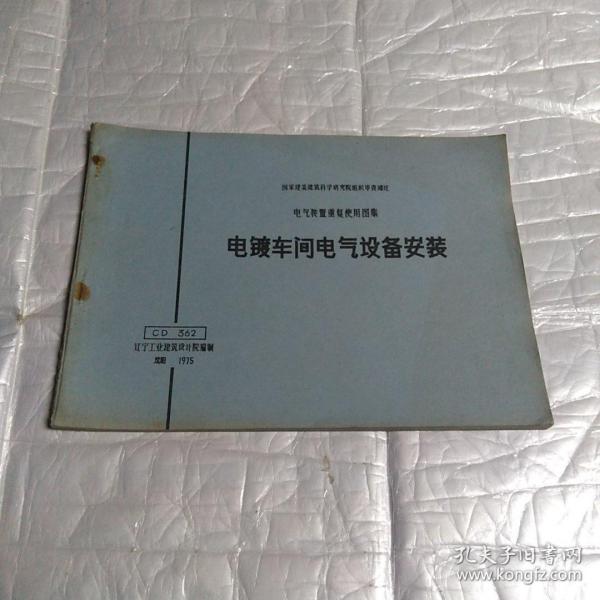 国家建委建筑科学研究院组织审查通过
电气装置重复使用图集
电镀车间电气设备安装
CD 362
辽宁工业建筑设计院编制
沈阳 1975
孔夫子旧书网
www.kongfz.com